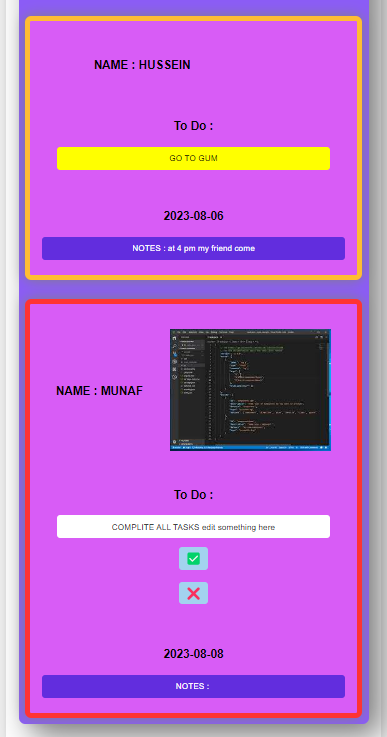 NAME : HUSSEIN
To Do :
GO TO GUM
2023-08-06
NOTES : at 4 pm my friend come
NAME : MUNAF
To Do :
COMPLITE ALL TASKS edit something here
2023-08-08
NOTES :